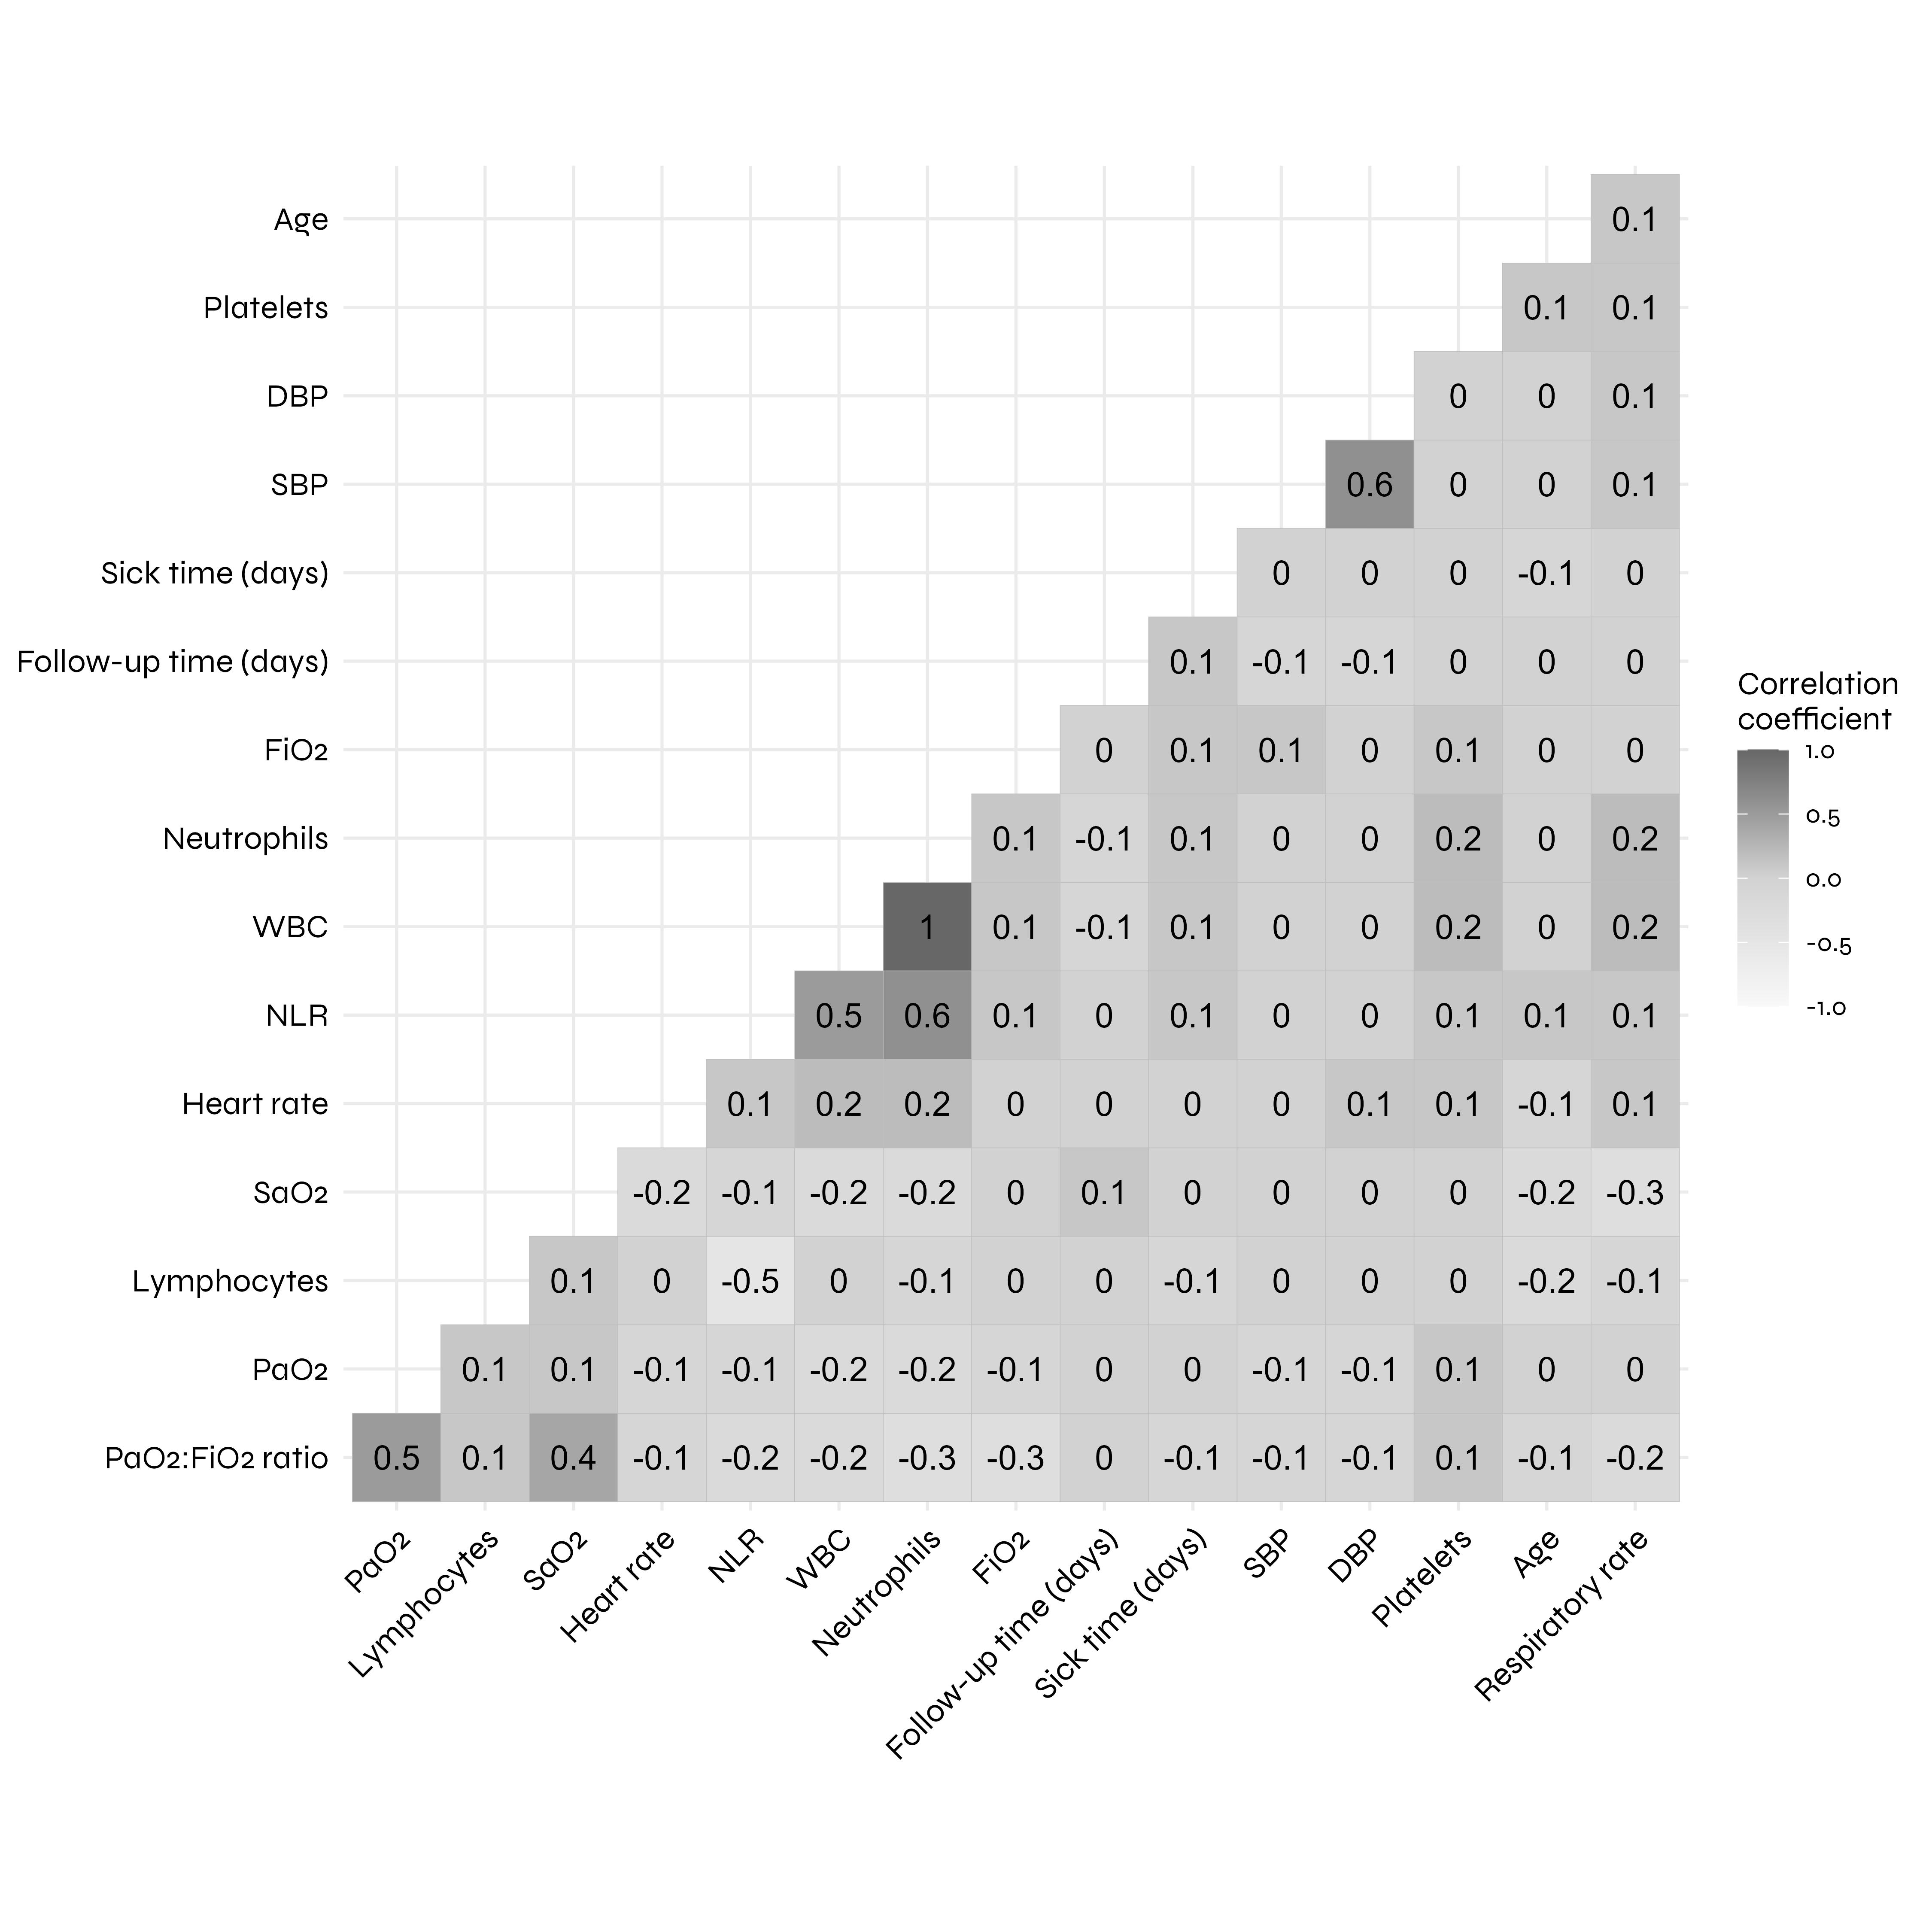 Age 0.1
Platelets 0.1 0.1
DBP 0 0 0.1
SBP 0.6 0 0 0.1
Sick time (days) 0 0 0 -0.1 0
Follow-up time (days) 0.1 -0.1 -0.1 0 0 0
FiO2 0 0.1 0.1 0 0.1 0 0
Neutrophils 0.1 -0.1 0.1 0 0 0.2 0 0.2
WBC 1 0.1 -0.1 0.1 0 0 0.2 0 0.2
NLR 0.5 0.6 0.1 0 0.1 0 0 0.1 0.1 0.1
Heart rate 0.1 0.2 0.2 0 0 0 0 0.1 0.1 -0.1 0.1
SaO2 -0.2 -0.1 -0.2 -0.2 0 0.1 0 0 0 0 -0.2 -0.3
Lymphocytes 0.1 0 -0.5 0 -0.1 0 0 -0.1 0 0 0 -0.2 -0.1
PaO2 0.1 0.1 -0.1 -0.1 -0.2 -0.2 -0.1 0 0 -0.1 -0.1 0.1 0 0
PaO2:FiO2 ratio 0.5 0.1 0.4 -0.1 -0.2 -0.2 -0.3 -0.3 0 -0.1 -0.1 -0.1 0.1 -0.1 -0.2
PaO2
Lymphocytes
SaO2
Heart rate
NLR
WBC
Neutrophils
FiO2
Follow-up time (days)
Sick time (days)
SBP
DBP
Platelets
Age
Respiratory rate
Correlation
coefficient
1.0
0.5
0.0
-0.5
-1.0